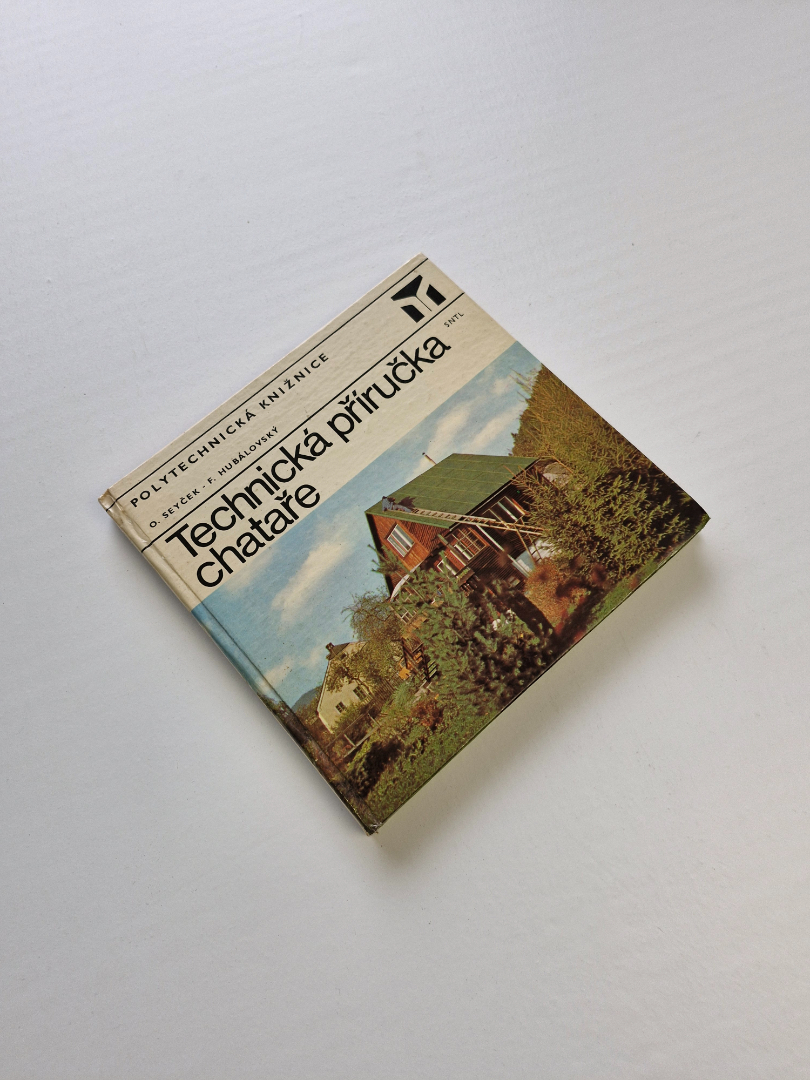 POLYTECHNICKÁ KNIŽNICE
O. SEYČEK - F. HUBÁLOVSKÝ
SNTL
Technická příručka
chataře